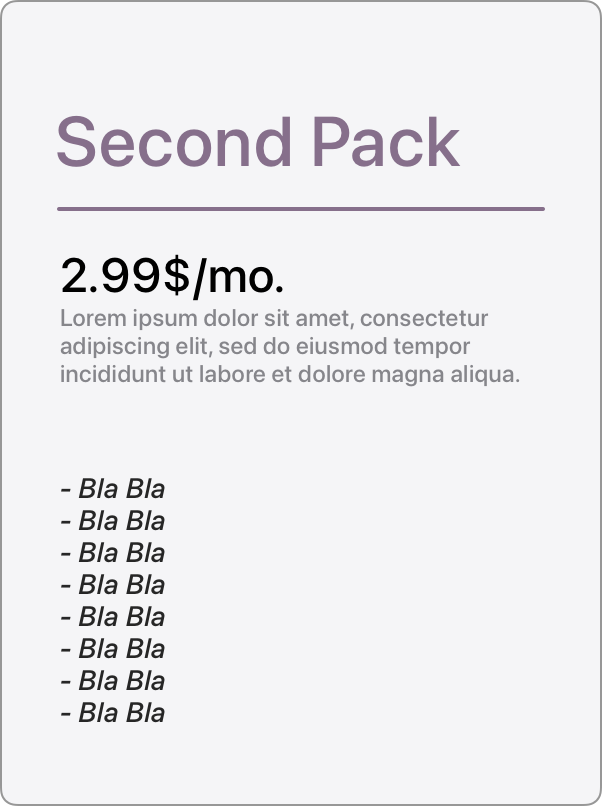 Second Pack
2.99$/mo.
Lorem ipsum dolor sit amet, consectetur
adipiscing elit, sed do eiusmod tempor
incididunt ut labore et dolore magna aliqua.
- Bla Bla
- Bla Bla
- Bla Bla
- Bla Bla
- Bla Bla
- Bla Bla
- Bla Bla
- Bla Bla